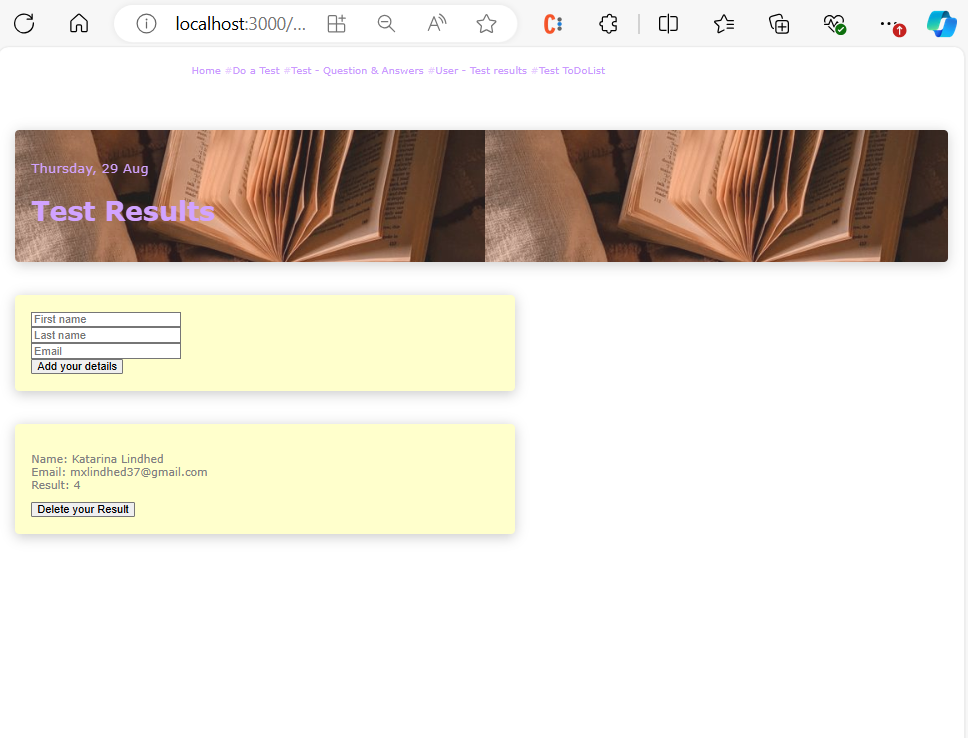 localhost:3000/...
Home #Do a Test #Test - Question & Answers #User - Test results #Test ToDoList
Thursday, 29 Aug
Test Results
First name
Last name
Email
Add your details
Name: Katarina Lindhed
Email: mxlindhed37@gmail.com
Result: 4
Delete your Result